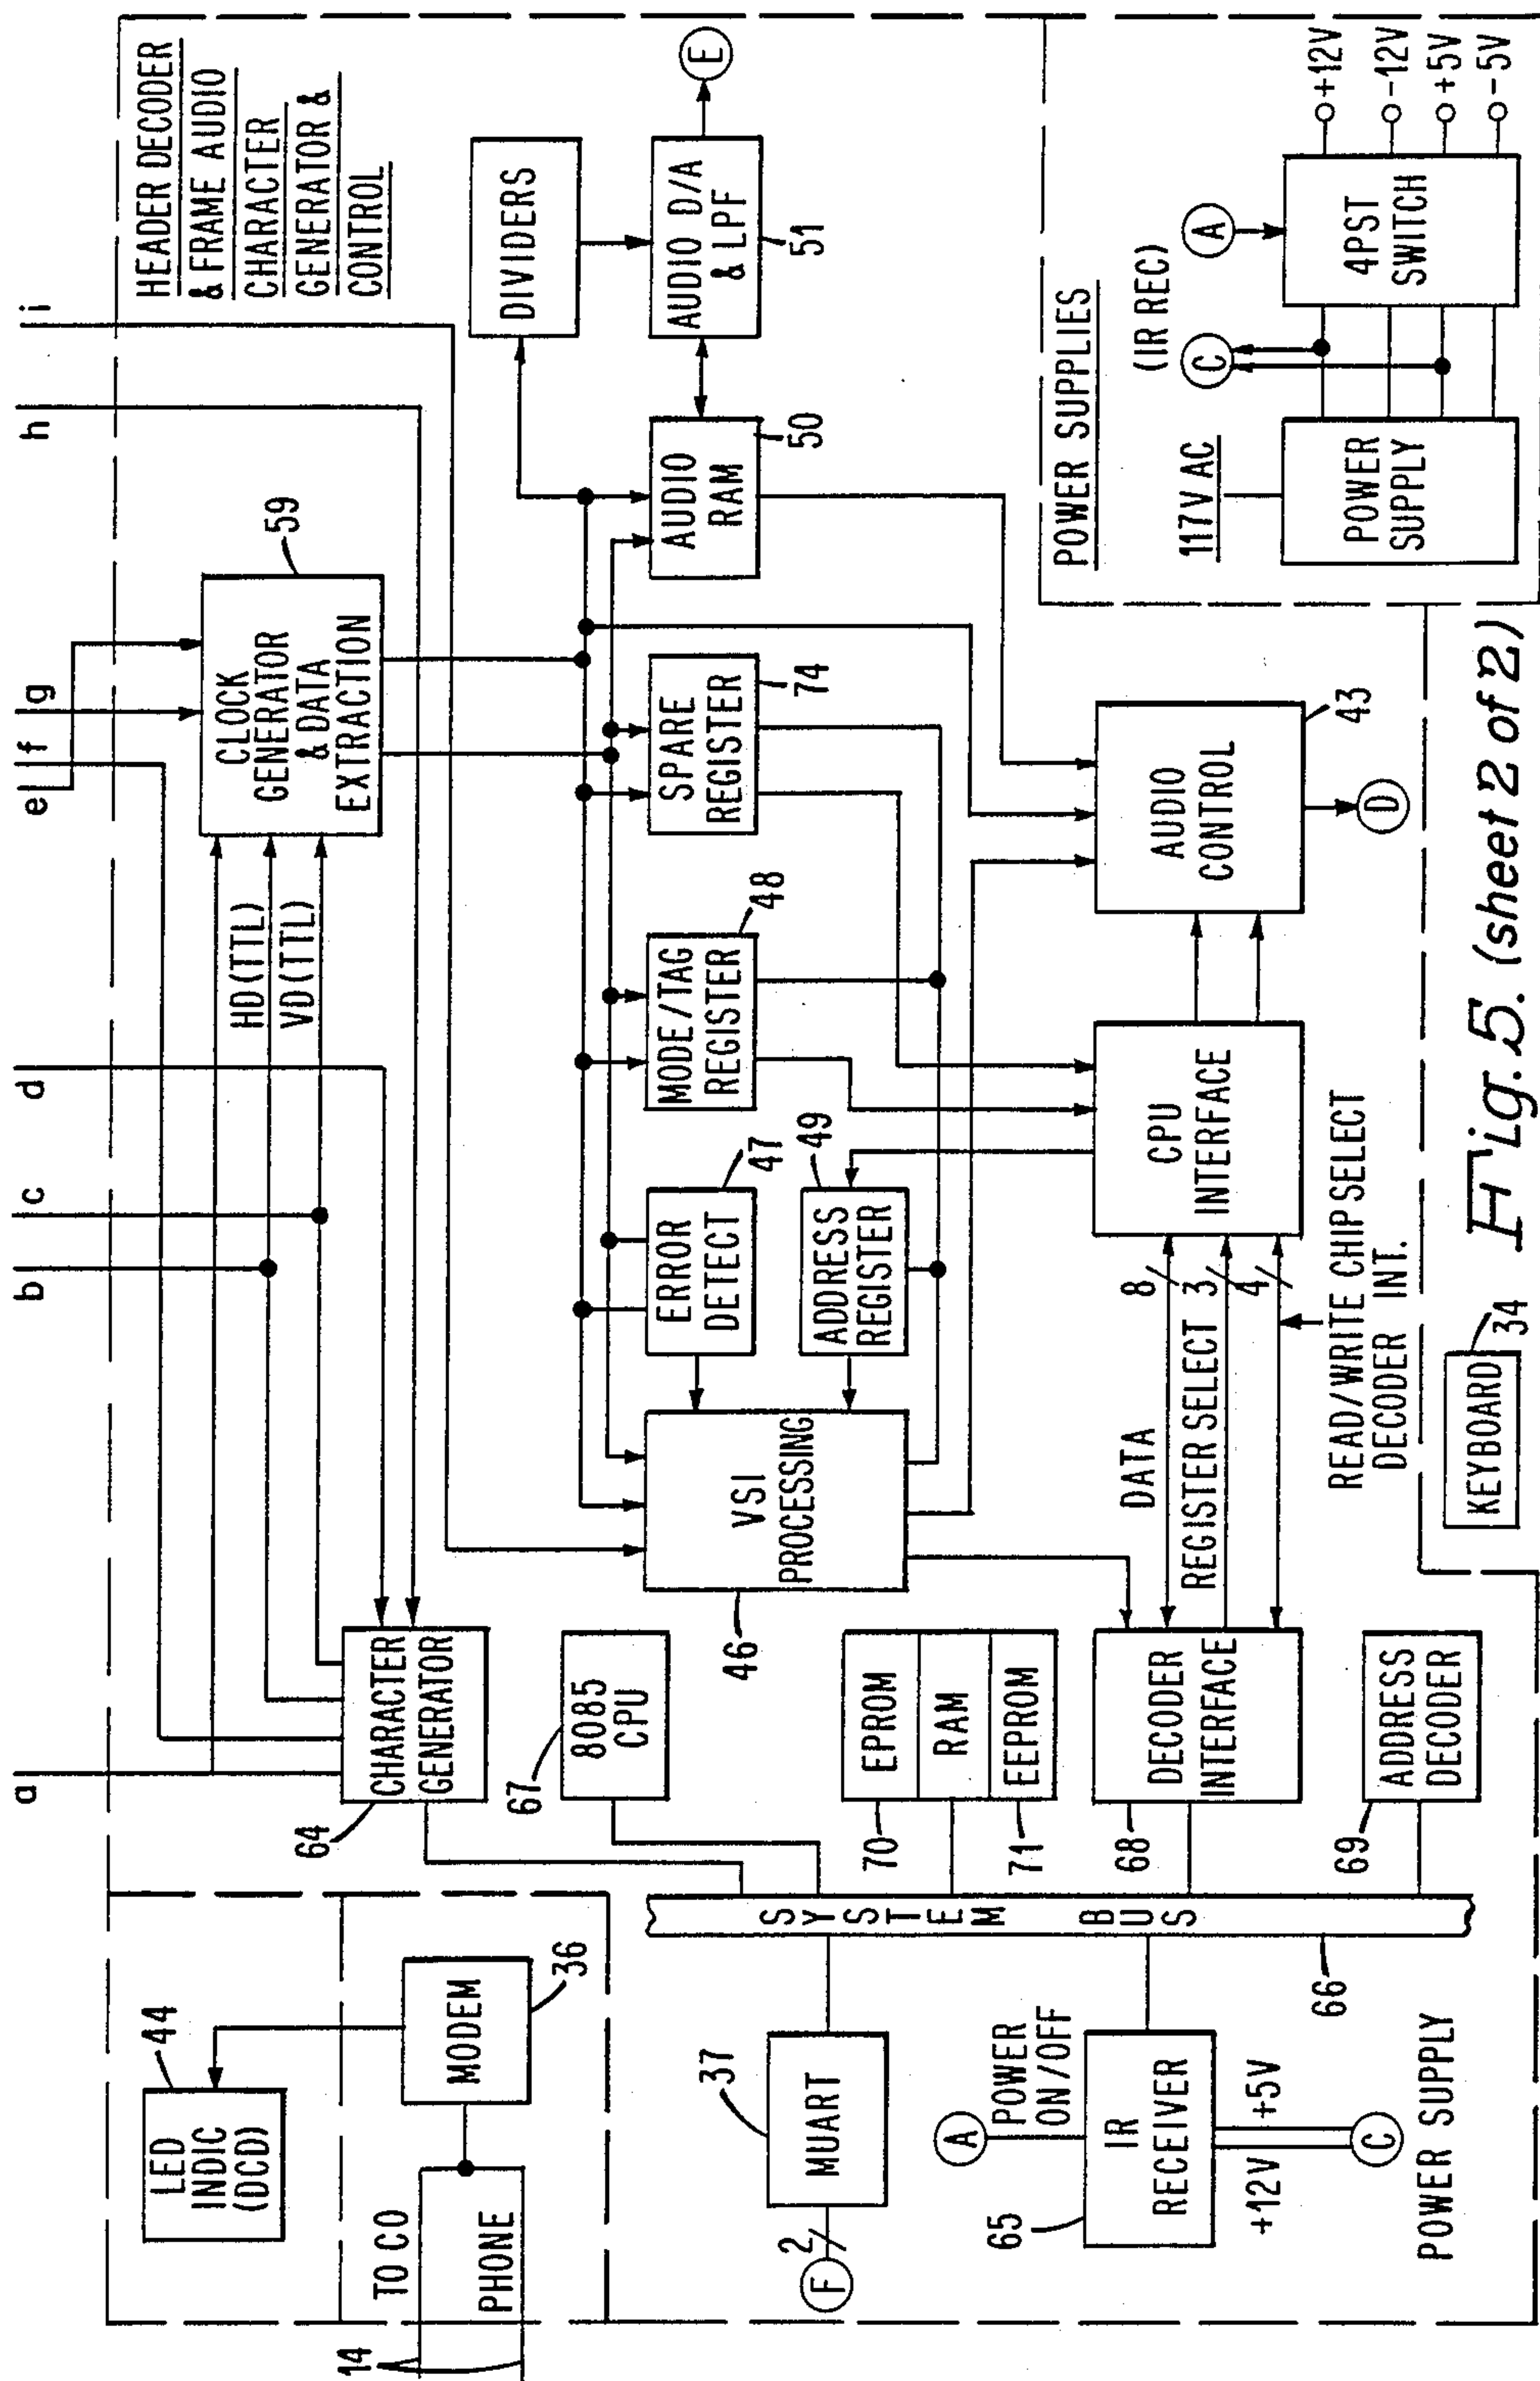 a
b
c
d
e
f
g
h
i
HEADER DECODER
& FRAME AUDIO
CHARACTER
GENERATOR &
CONTROL
44
LED
INDIC
(DCD)
TO CO
14
PHONE
MODEM
36
64
CHARACTER
GENERATOR
HD (TTL)
VD (TTL)
CLOCK
GENERATOR
& DATA
EXTRACTION
59
DIVIDERS
67
8085
CPU
VSI
PROCESSING
46
ERROR
DETECT
47
ADDRESS
REGISTER
49
MODE/TAG
REGISTER
48
SPARE
REGISTER
74
AUDIO
RAM
50
AUDIO D/A
& LPF
51
E
F
2
MUART
37
SYSTEM BUS
66
70
EPROM
RAM
EEPROM
71
A
POWER
ON/OFF
IR
RECEIVER
65
+12V
+5V
C
POWER SUPPLY
68
DECODER
INTERFACE
DATA
8
REGISTER SELECT
3
4
READ/WRITE CHIP SELECT
DECODER INT.
CPU
INTERFACE
AUDIO
CONTROL
43
D
69
ADDRESS
DECODER
KEYBOARD
34
POWER SUPPLIES
117V AC
POWER
SUPPLY
C
(IR REC)
A
4PST
SWITCH
+12V
-12V
+5V
-5V
Fig. 5. (sheet 2 of 2)